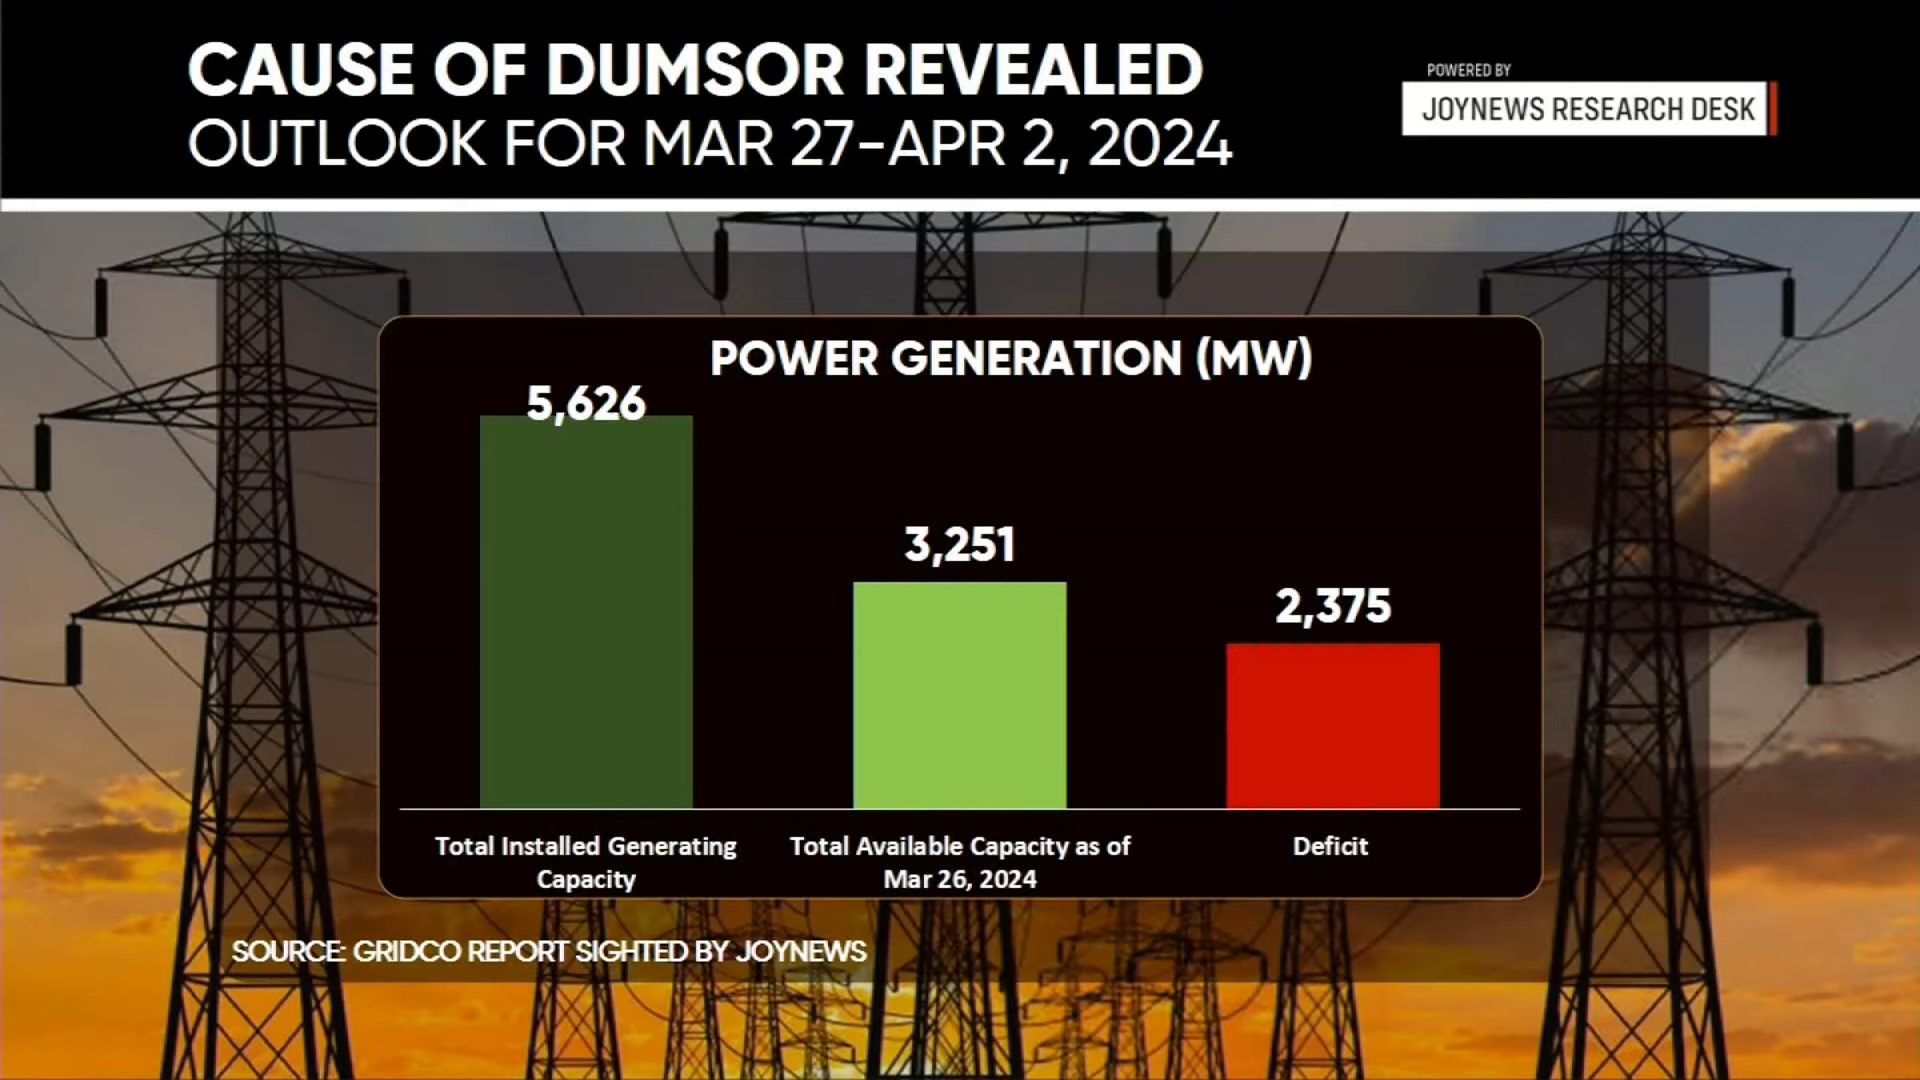 CAUSE OF DUMSOR REVEALED
OUTLOOK FOR MAR 27-APR 2, 2024
POWERED BY
JOYNEWS RESEARCH DESK
POWER GENERATION (MW)
5,626
3,251
2,375
Total Installed Generating
Capacity
Total Available Capacity as of
Mar 26, 2024
Deficit
SOURCE: GRIDCO REPORT SIGHTED BY JOYNEWS